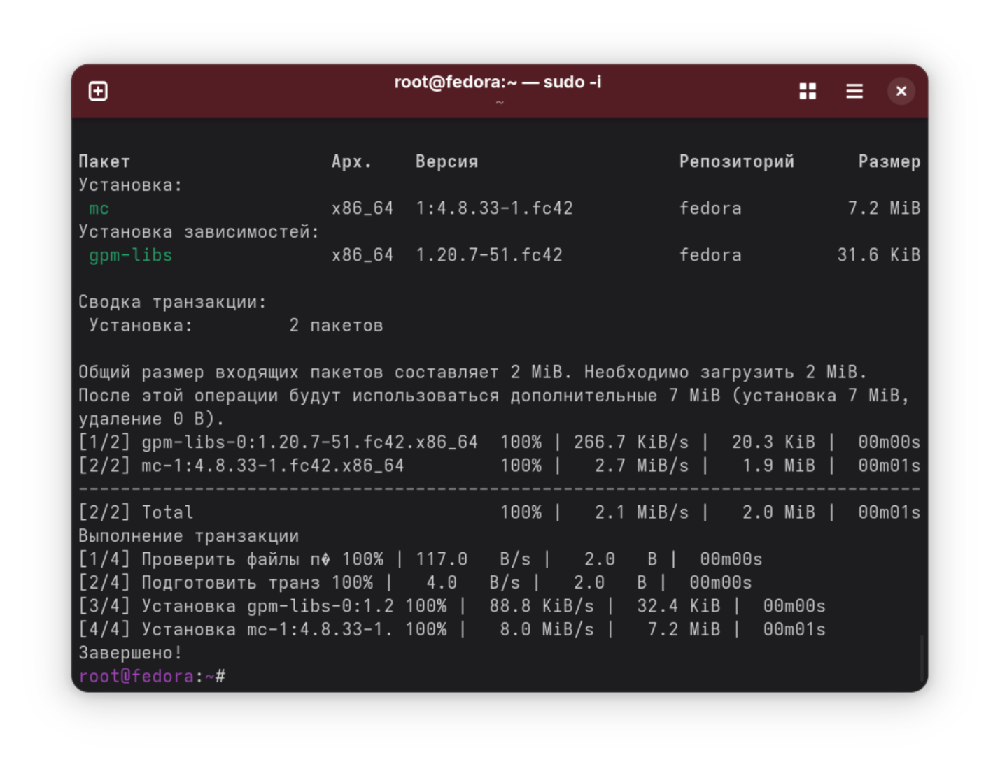 root@fedora:~ — sudo -i
~
Пакет Арх. Версия Репозиторий Размер
Установка:
mc x86_64 1:4.8.33-1.fc42 fedora 7.2 MiB
Установка зависимостей:
gpm-libs x86_64 1.20.7-51.fc42 fedora 31.6 KiB
Сводка транзакции:
Установка: 2 пакетов
Общий размер входящих пакетов составляет 2 MiB. Необходимо загрузить 2 MiB.
После этой операции будут использоваться дополнительные 7 MiB (установка 7 MiB,
удаление 0 B).
[1/2] gpm-libs-0:1.20.7-51.fc42.x86_64 100% | 266.7 KiB/s | 20.3 KiB | 00m00s
[2/2] mc-1:4.8.33-1.fc42.x86_64 100% | 2.7 MiB/s | 1.9 MiB | 00m01s
--------------------------------------------------------------------------------
[2/2] Total 100% | 2.1 MiB/s | 2.0 MiB | 00m01s
Выполнение транзакции
[1/4] Проверить файлы п� 100% | 117.0 B/s | 2.0 B | 00m00s
[2/4] Подготовить транз 100% | 4.0 B/s | 2.0 B | 00m00s
[3/4] Установка gpm-libs-0:1.2 100% | 88.8 KiB/s | 32.4 KiB | 00m00s
[4/4] Установка mc-1:4.8.33-1. 100% | 8.0 MiB/s | 7.2 MiB | 00m01s
Завершено!
root@fedora:~#